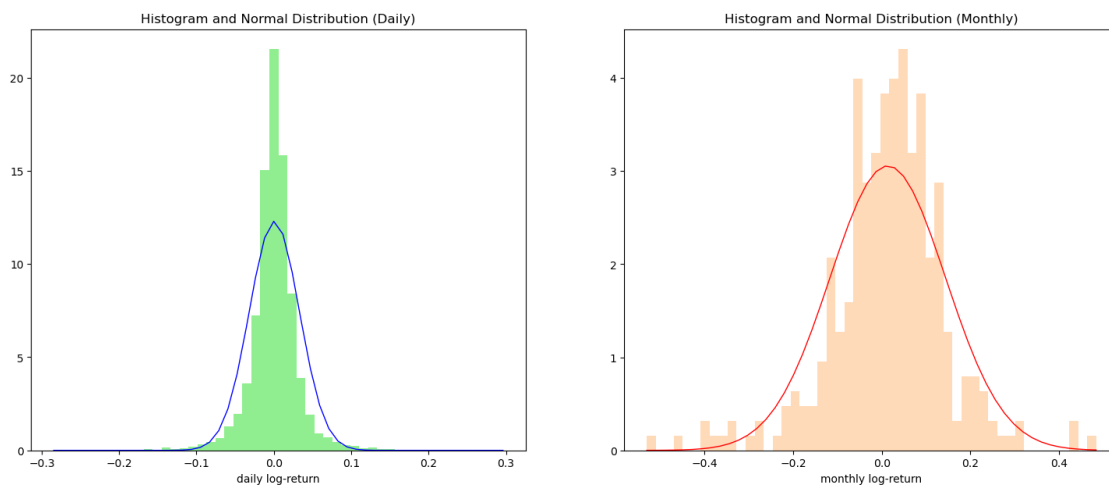 Histogram and Normal Distribution (Daily)
20
15
10
5
0
−0.3 −0.2 −0.1 0.0 0.1 0.2 0.3
daily log-return
Histogram and Normal Distribution (Monthly)
4
3
2
1
0
−0.4 −0.2 0.0 0.2 0.4
monthly log-return